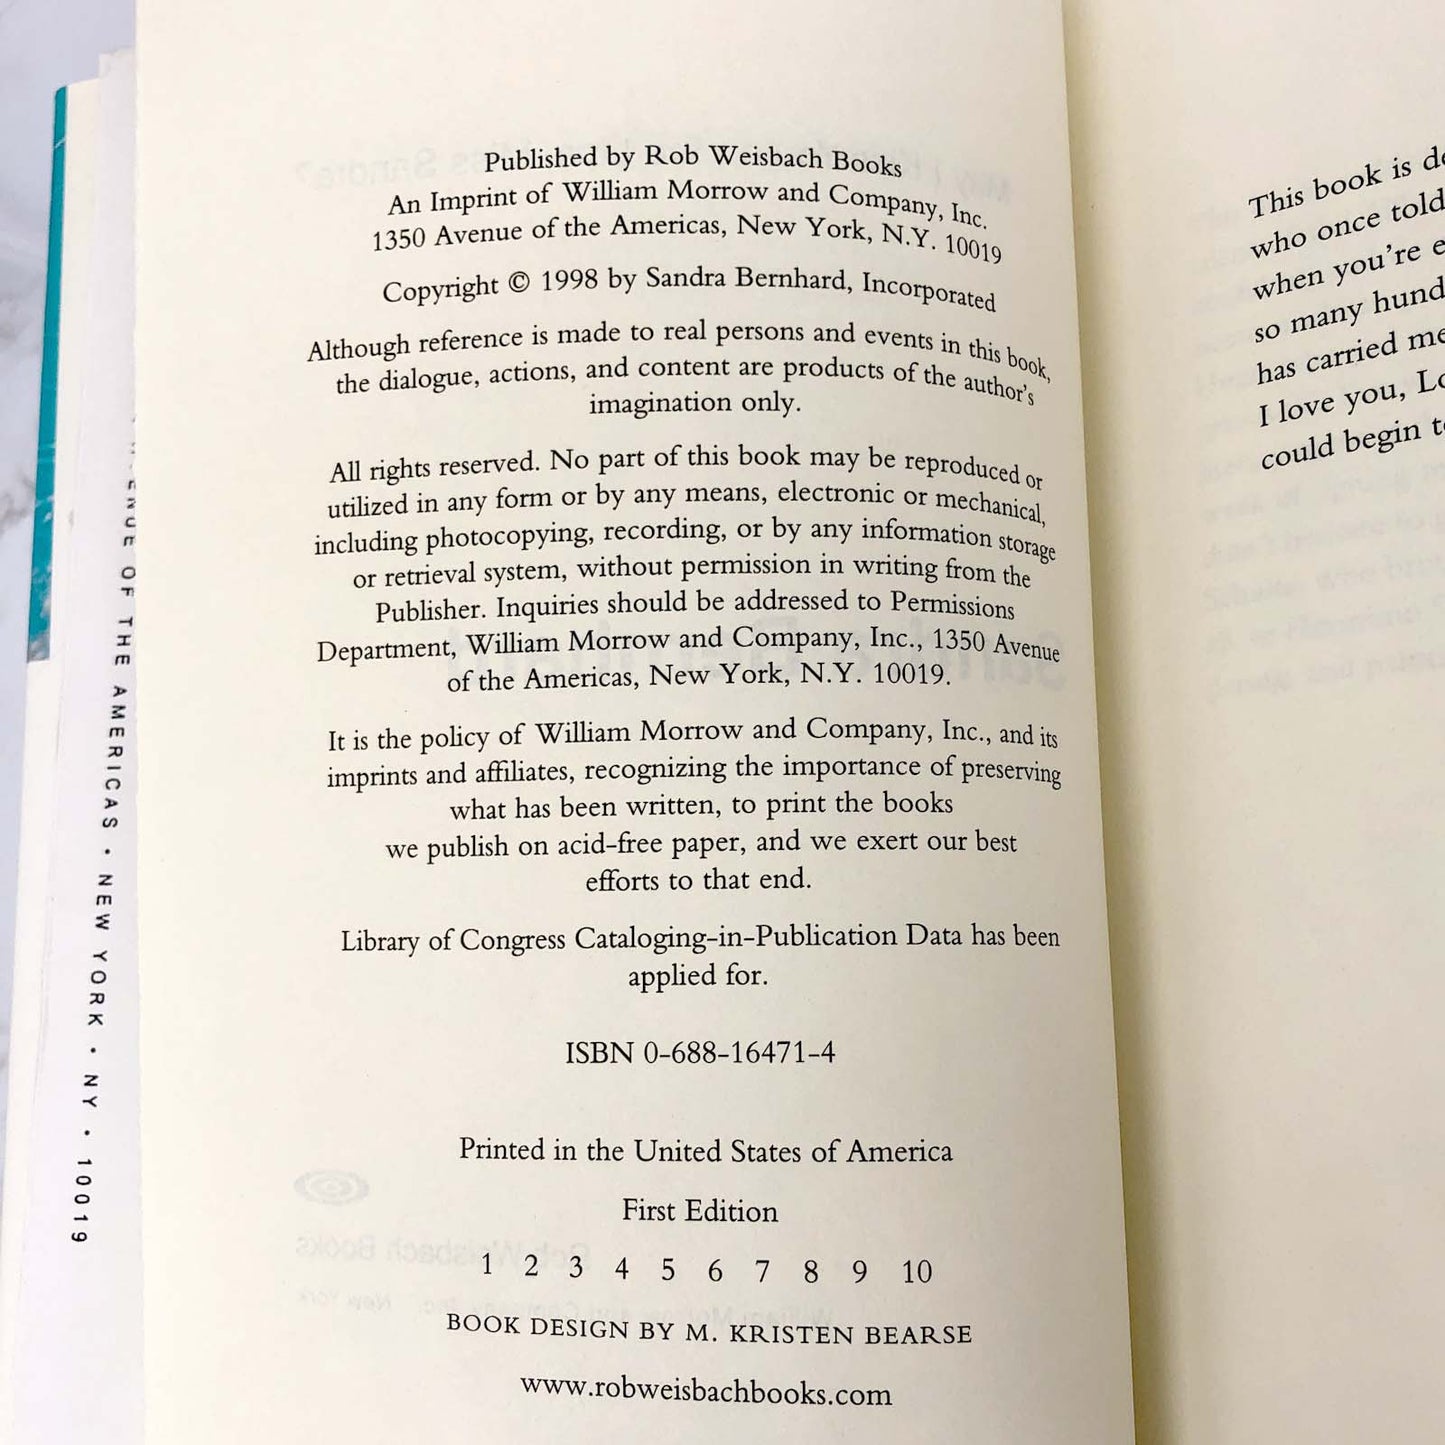 Published by Rob Weisbach Books
An Imprint of William Morrow and Company, Inc.
1350 Avenue of the Americas, New York, N.Y. 10019
Copyright © 1998 by Sandra Bernhard, Incorporated
Although reference is made to real persons and events in this book,
the dialogue, actions, and content are products of the author's
imagination only.
All rights reserved. No part of this book may be reproduced or
utilized in any form or by any means, electronic or mechanical,
including photocopying, recording, or by any information storage
or retrieval system, without permission in writing from the
Publisher. Inquiries should be addressed to Permissions
Department, William Morrow and Company, Inc., 1350 Avenue
of the Americas, New York, N.Y. 10019.
It is the policy of William Morrow and Company, Inc., and its
imprints and affiliates, recognizing the importance of preserving
what has been written, to print the books
we publish on acid-free paper, and we exert our best
efforts to that end.
Library of Congress Cataloging-in-Publication Data has been
applied for.
ISBN 0-688-16471-4
Printed in the United States of America
First Edition
1 2 3 4 5 6 7 8 9 10
BOOK DESIGN BY M. KRISTEN BEARSE
www.robweisbachbooks.com
OF THE AMERICAS · NEW YORK · NY · 10019
This book is
who once told
when you're
so many
has carried
I love you,
could begin